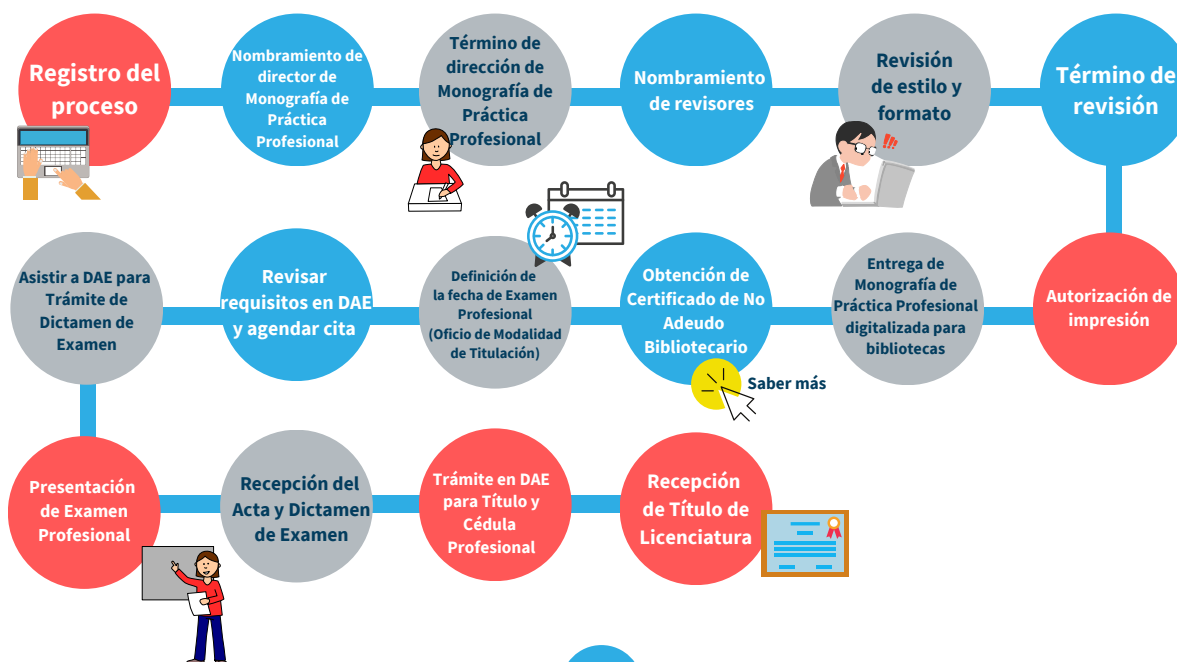 Registro del
proceso
Nombramiento de
director de
Monografía de
Práctica
Profesional
Término de
dirección de
Monografía de
Práctica
Profesional
Nombramiento
de revisores
Revisión
de estilo y
formato
Término de
revisión
Autorización de
impresión
Entrega de
Monografía de
Práctica Profesional
digitalizada para
bibliotecas
Obtención de
Certificado de No
Adeudo
Bibliotecario
Saber más
Definición de
la fecha de Examen
Profesional
(Oficio de Modalidad
de Titulación)
Revisar
requisitos en DAE
y agendar cita
Asistir a DAE para
Trámite de
Dictamen de
Examen
Presentación
de Examen
Profesional
Recepción del
Acta y Dictamen
de Examen
Trámite en DAE
para Título y
Cédula
Profesional
Recepción
de Título de
Licenciatura